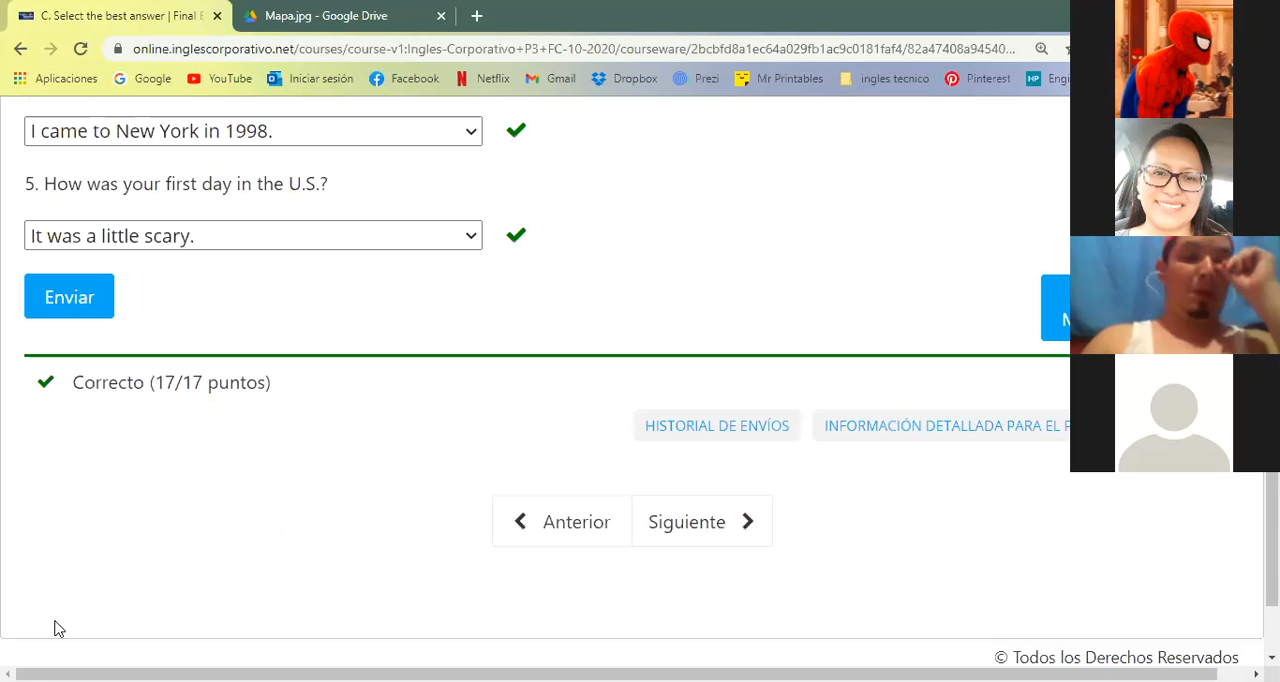 C. Select the best answer | Final E
Mapa.jpg - Google Drive
online.inglescorporativo.net/courses/course-v1:Ingles-Corporativo+P3+FC-10-2020/courseware/2bcbfd8a1ec64a029fb1ac9c0181faf4/82a47408a94540...
Aplicaciones Google YouTube Iniciar sesión Facebook Netflix Gmail Dropbox Prezi Mr Printables ingles tecnico Pinterest HP Engl
I came to New York in 1998.
5. How was your first day in the U.S.?
It was a little scary.
Enviar
M
Correcto (17/17 puntos)
HISTORIAL DE ENVÍOS INFORMACIÓN DETALLADA PARA EL P
Anterior Siguiente
© Todos los Derechos Reservados